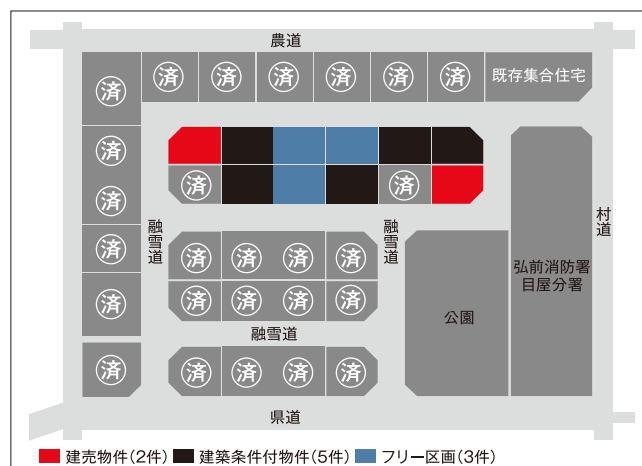 農道
済
済 済 済 済 済 済
既存集合住宅
済
済
済 済
済
済
融雪道
融雪道
村道
済 済 済 済
済 済 済 済
弘前消防署
目屋分署
公園
融雪道
済
済 済 済 済
県道
建売物件(2件) 建築条件付物件(5件) フリー区画(3件)